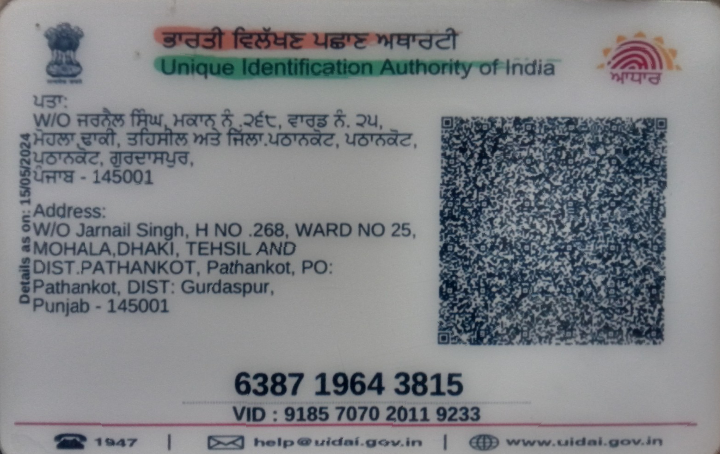 ਭਾਰਤੀ ਵਿਲੱਖਣ ਪਛਾਣ ਅਥਾਰਟੀ
Unique Identification Authority of India
ਆਧਾਰ
ਪਤਾ:
W/O ਜਰਨੈਲ ਸਿੰਘ, ਮਕਾਨ ਨੰ .੨੬੮, ਵਾਰਡ ਨੰ. ੨੫,
ਮੋਹਲਾ,ਢਾਕੀ, ਤਹਿਸੀਲ ਅਤੇ ਜਿੱਲਾ.ਪਠਾਨਕੋਟ, ਪਠਾਨਕੋਟ,
ਪਠਾਨਕੋਟ, ਗੁਰਦਾਸਪੁਰ,
ਪੰਜਾਬ - 145001
Details as on: 15/05/2024
Address:
W/O Jarnail Singh, H NO .268, WARD NO 25,
MOHALA,DHAKI, TEHSIL AND
DIST.PATHANKOT, Pathankot, PO:
Pathankot, DIST: Gurdaspur,
Punjab - 145001
6387 1964 3815
VID : 9185 7070 2011 9233
1947 | help@uidai.gov.in | www.uidai.gov.in